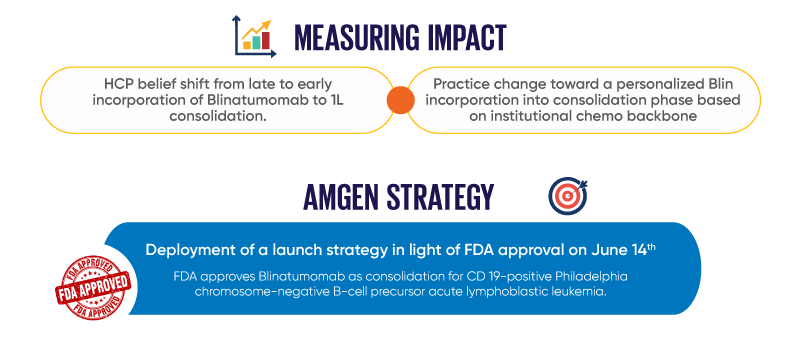 MEASURING IMPACT
HCP belief shift from late to early
incorporation of Blinatumomab to 1L
consolidation.
Practice change toward a personalized Blin
incorporation into consolidation phase based
on institutional chemo backbone
AMGEN STRATEGY
Deployment of a launch strategy in light of FDA approval on June 14th
FDA approves Blinatumomab as consolidation for CD 19-positive Philadelphia
chromosome-negative B-cell precursor acute lymphoblastic leukemia.
FDA APPROVED
FDA APPROVED
FDA APPROVED